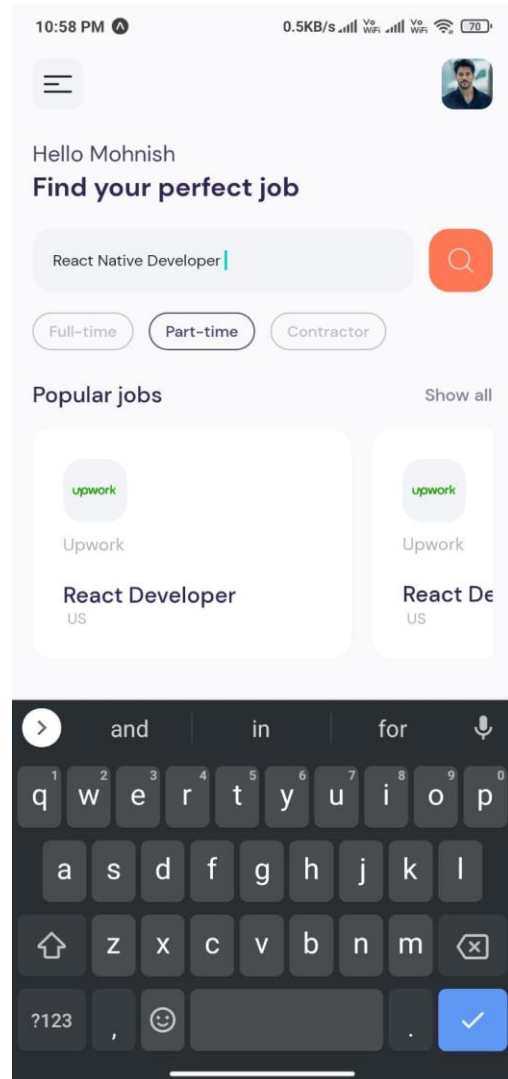 10:58 PM 0.5KB/s Vo WiFi Vo WiFi 70
Hello Mohnish
Find your perfect job
React Native Developer
Full-time Part-time Contractor
Popular jobs Show all
upwork upwork
Upwork Upwork
React Developer React De
US US
and in for
1 2 3 4 5 6 7 8 9 0
q w e r t y u i o p
a s d f g h j k l
z x c v b n m
?123 , .